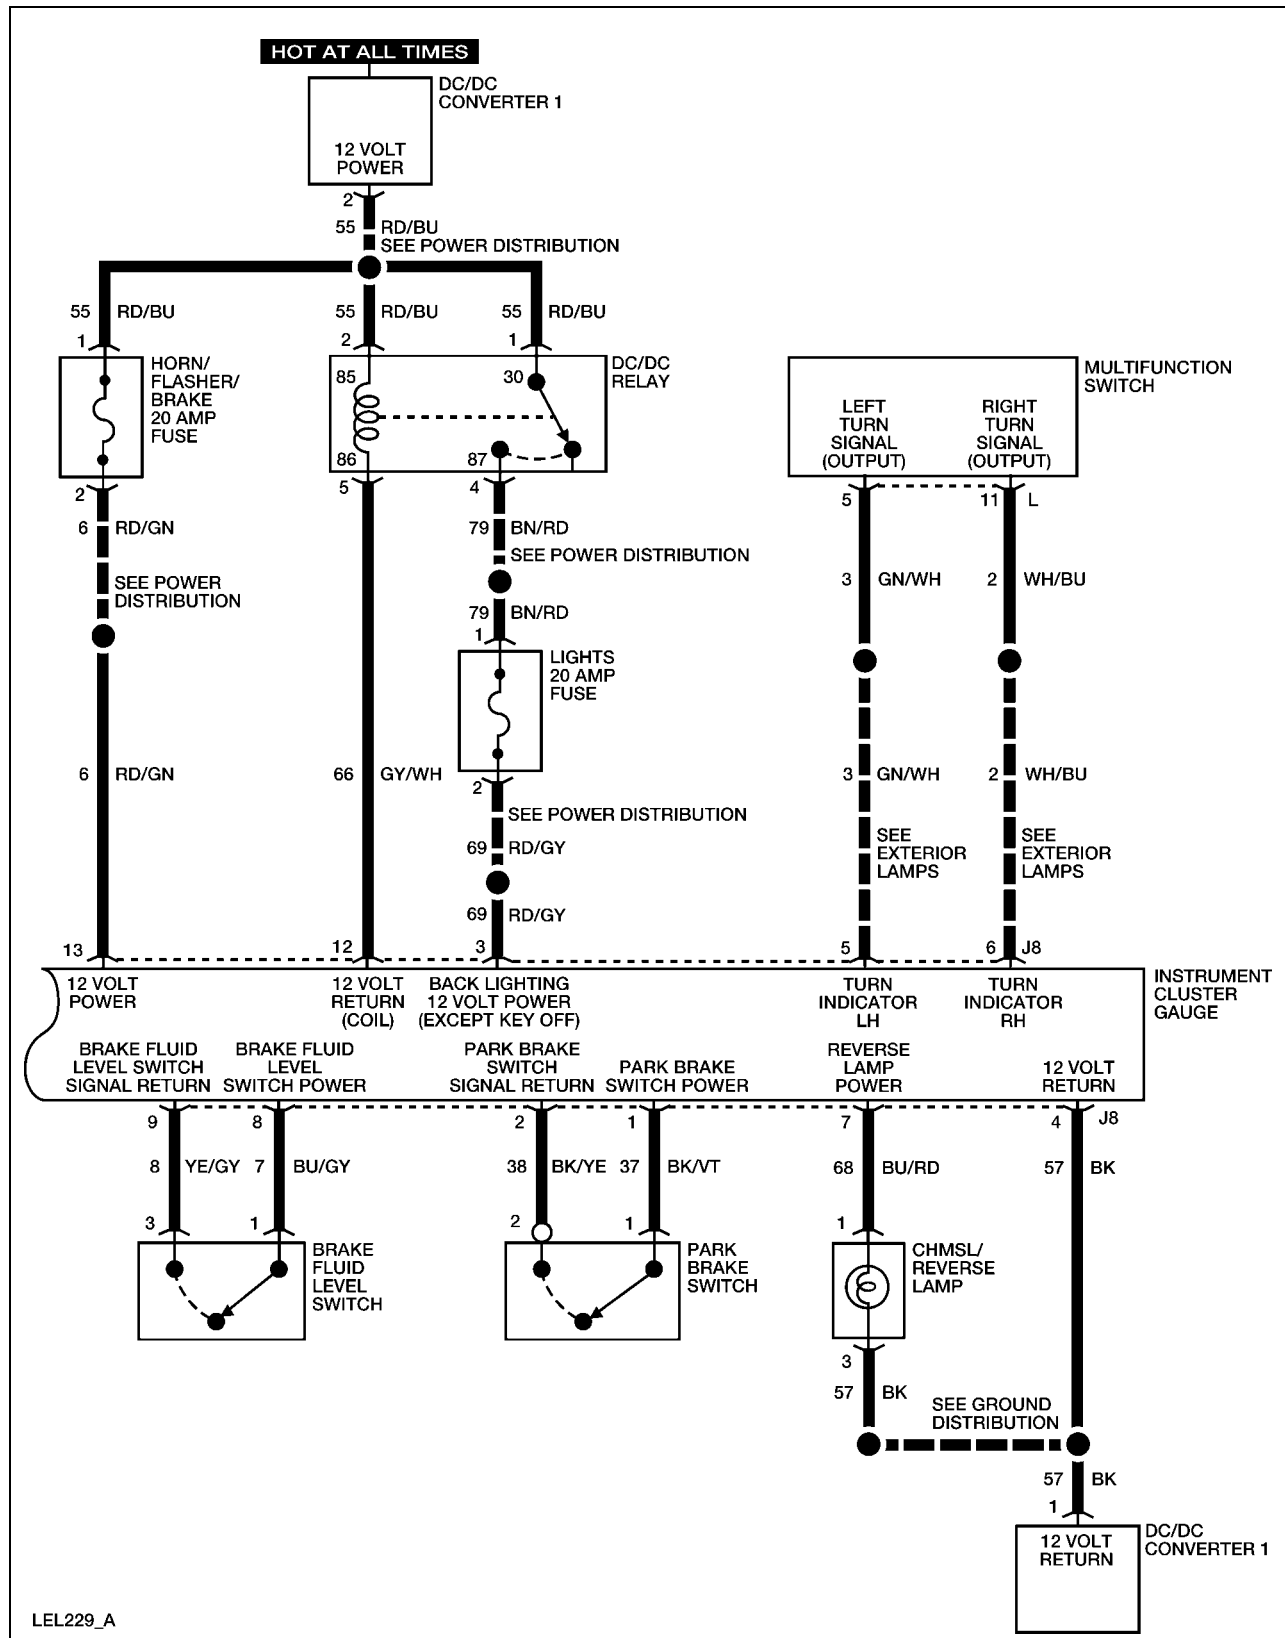 HOT AT ALL TIMES
DC/DC
CONVERTER 1
12 VOLT
POWER
2
55 RD/BU
SEE POWER DISTRIBUTION
55 RD/BU
55 RD/BU
55 RD/BU
1
2
1
HORN/
FLASHER/
BRAKE
20 AMP
FUSE
85
30
86
87
DC/DC
RELAY
MULTIFUNCTION
SWITCH
LEFT
TURN
SIGNAL
(OUTPUT)
RIGHT
TURN
SIGNAL
(OUTPUT)
2
5
4
5
11 L
6 RD/GN
SEE POWER
DISTRIBUTION
79 BN/RD
SEE POWER DISTRIBUTION
79 BN/RD
1
3 GN/WH
2 WH/BU
LIGHTS
20 AMP
FUSE
6 RD/GN
66 GY/WH
2
SEE POWER DISTRIBUTION
69 RD/GY
69 RD/GY
3 GN/WH
2 WH/BU
SEE
EXTERIOR
LAMPS
SEE
EXTERIOR
LAMPS
13
12
3
5
6 J8
12 VOLT
POWER
12 VOLT
RETURN
(COIL)
BACK LIGHTING
12 VOLT POWER
(EXCEPT KEY OFF)
TURN
INDICATOR
LH
TURN
INDICATOR
RH
INSTRUMENT
CLUSTER
GAUGE
BRAKE FLUID
LEVEL SWITCH
SIGNAL RETURN
BRAKE FLUID
LEVEL
SWITCH POWER
PARK BRAKE
SWITCH
SIGNAL RETURN
PARK BRAKE
SWITCH POWER
REVERSE
LAMP
POWER
12 VOLT
RETURN
9
8
2
1
7
4 J8
8 YE/GY
7 BU/GY
38 BK/YE
37 BK/VT
68 BU/RD
57 BK
3
1
2
1
1
BRAKE
FLUID
LEVEL
SWITCH
PARK
BRAKE
SWITCH
CHMSL/
REVERSE
LAMP
3
57 BK
SEE GROUND
DISTRIBUTION
57 BK
1
12 VOLT
RETURN
DC/DC
CONVERTER 1
LEL229_A